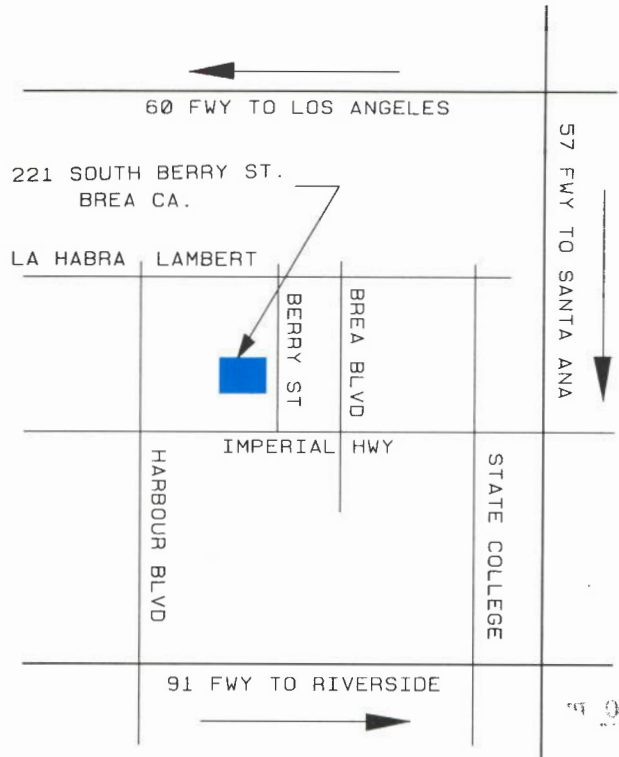 60 FWY TO LOS ANGELES
57 FWY TO SANTA ANA
221 SOUTH BERRY ST.
BREA CA.
LA HABRA LAMBERT
BERRY ST
BREA BLVD
IMPERIAL HWY
HARBOUR BLVD
STATE COLLEGE
91 FWY TO RIVERSIDE